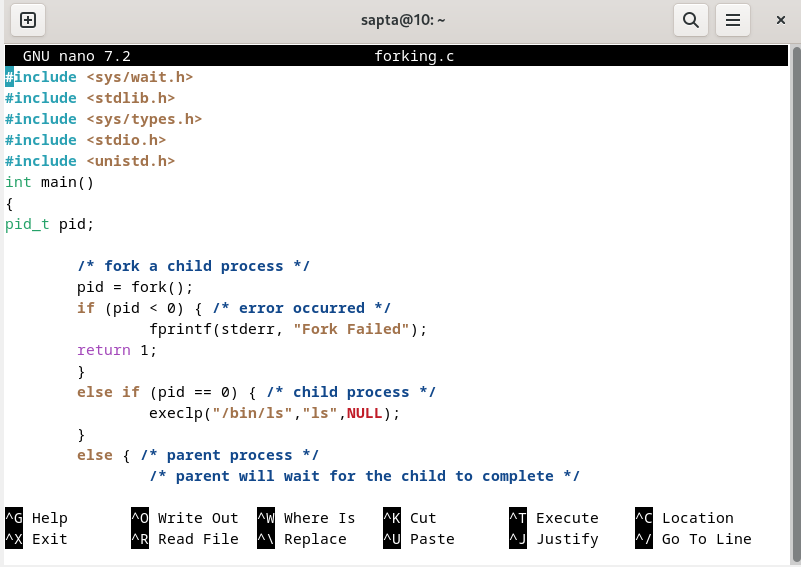 sapta@10: ~
GNU nano 7.2 forking.c
#include <sys/wait.h>
#include <stdlib.h>
#include <sys/types.h>
#include <stdio.h>
#include <unistd.h>
int main()
{
pid_t pid;
/* fork a child process */
pid = fork();
if (pid < 0) { /* error occurred */
fprintf(stderr, "Fork Failed");
return 1;
}
else if (pid == 0) { /* child process */
execlp("/bin/ls","ls",NULL);
}
else { /* parent process */
/* parent will wait for the child to complete */
^G Help ^O Write Out ^W Where Is ^K Cut ^T Execute ^C Location
^X Exit ^R Read File ^\ Replace ^U Paste ^J Justify ^/ Go To Line